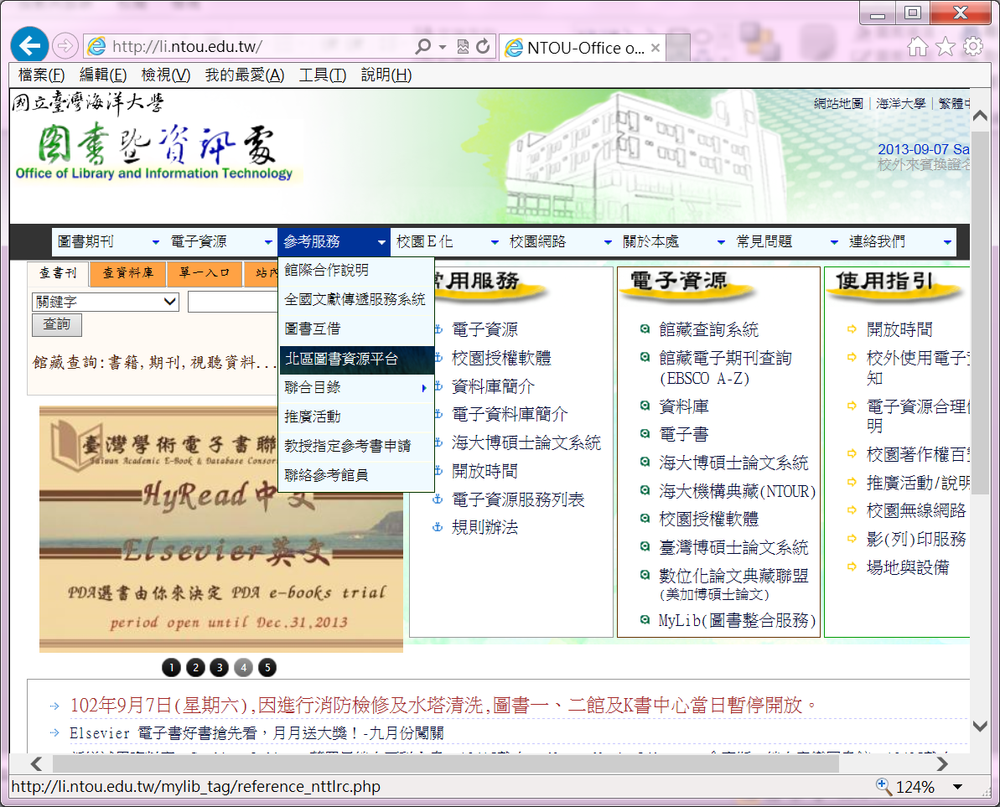 http://li.ntou.edu.tw/
NTOU-Office o...
檔案(F) 編輯(E) 檢視(V) 我的最愛(A) 工具(T) 說明(H)
國立臺灣海洋大學
圖書暨資訊處
Office of Library and Information Technology
網站地圖 | 海洋大學 | 繁體中
2013-09-07 Sa
校外來賓換證名
圖書期刊 電子資源 參考服務 校園E化 校園網路 關於本處 常見問題 連絡我們
查書刊 查資料庫 單一入口 站內
關鍵字
查詢
館藏查詢:書籍,期刊,視聽資料...
館際合作說明
全國文獻傳遞服務系統
圖書互借
北區圖書資源平台
聯合目錄
推廣活動
教授指定參考書申請
聯絡參考館員
臺灣學術電子書聯
Taiwan Academic E-Book & Database Consor
HyRead中文
Elsevier英文
PDA選書由你來決定 PDA e-books trial
period open until Dec.31,2013
1 2 3 4 5
常用服務
電子資源
校園授權軟體
資料庫簡介
電子資料庫簡介
海大博碩士論文系統
開放時間
電子資源服務列表
規則辦法
電子資源
館藏查詢系統
館藏電子期刊查詢
(EBSCO A-Z)
資料庫
電子書
海大博碩士論文系統
海大機構典藏(NTOUR)
校園授權軟體
臺灣博碩士論文系統
數位化論文典藏聯盟
(美加博碩士論文)
MyLib(圖書整合服務)
使用指引
開放時間
校外使用電子
知
電子資源合理
明
校園著作權百
推廣活動/說明
校園無線網路
影(列)印服務
場地與設備
102年9月7日(星期六),因進行消防檢修及水塔清洗,圖書一、二館及K書中心當日暫停開放。
Elsevier 電子書好書搶先看，月月送大獎！-九月份闖關
http://li.ntou.edu.tw/mylib_tag/reference_nttlrc.php
124%